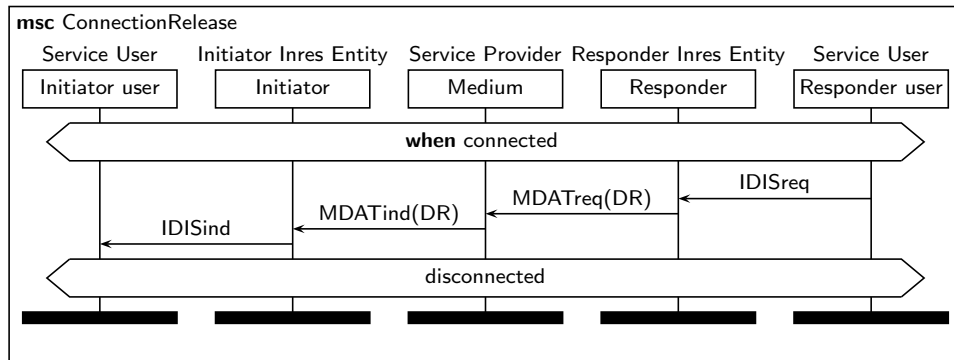 msc ConnectionRelease
Service User Initiator Inres Entity Service Provider Responder Inres Entity Service User
Initiator user Initiator Medium Responder Responder user
when connected
IDISreq
MDATreq(DR)
MDATind(DR)
IDISind
disconnected